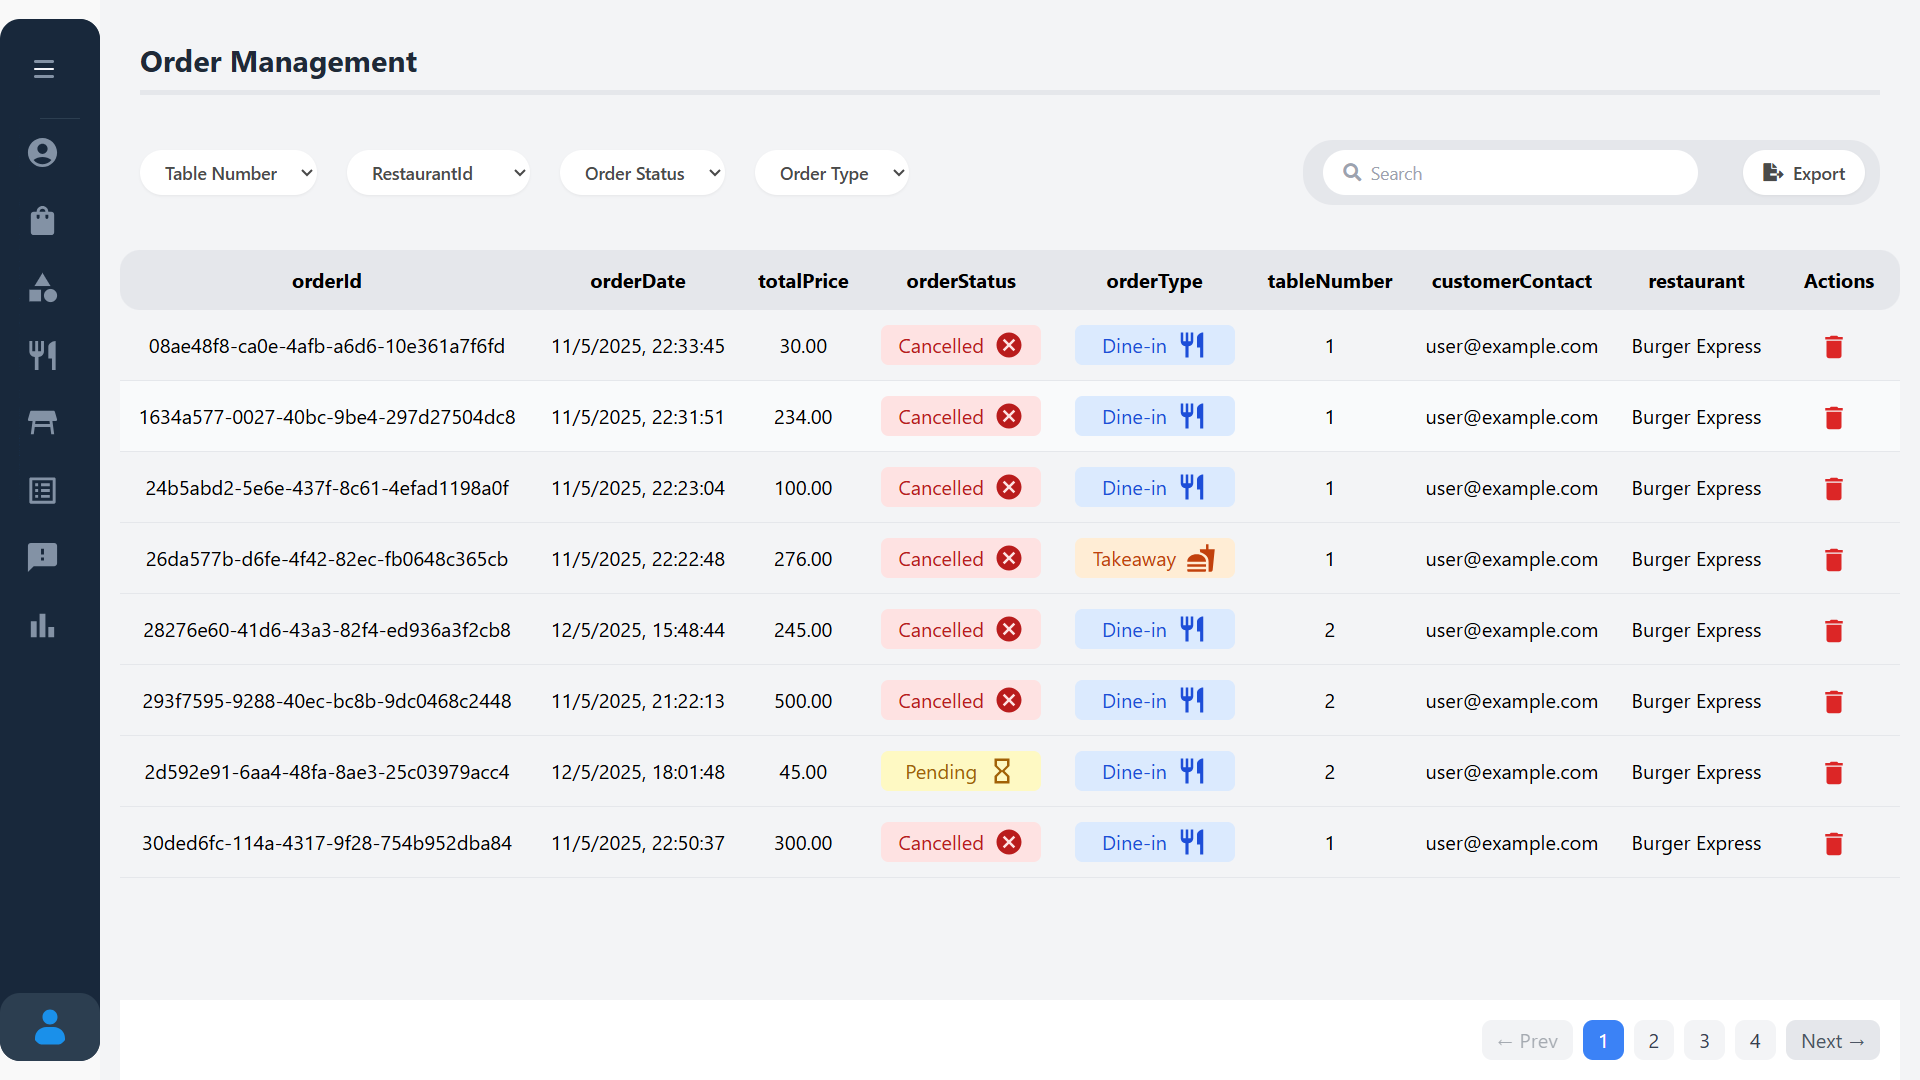 Order Management
Table Number RestaurantId Order Status Order Type Search Export
orderId orderDate totalPrice orderStatus orderType tableNumber customerContact restaurant Actions
08ae48f8-ca0e-4afb-a6d6-10e361a7f6fd 11/5/2025, 22:33:45 30.00 Cancelled Dine-in 1 user@example.com Burger Express
1634a577-0027-40bc-9be4-297d27504dc8 11/5/2025, 22:31:51 234.00 Cancelled Dine-in 1 user@example.com Burger Express
24b5abd2-5e6e-437f-8c61-4efad1198a0f 11/5/2025, 22:23:04 100.00 Cancelled Dine-in 1 user@example.com Burger Express
26da577b-d6fe-4f42-82ec-fb0648c365cb 11/5/2025, 22:22:48 276.00 Cancelled Takeaway 1 user@example.com Burger Express
28276e60-41d6-43a3-82f4-ed936a3f2cb8 12/5/2025, 15:48:44 245.00 Cancelled Dine-in 2 user@example.com Burger Express
293f7595-9288-40ec-bc8b-9dc0468c2448 11/5/2025, 21:22:13 500.00 Cancelled Dine-in 2 user@example.com Burger Express
2d592e91-6aa4-48fa-8ae3-25c03979acc4 12/5/2025, 18:01:48 45.00 Pending Dine-in 2 user@example.com Burger Express
30ded6fc-114a-4317-9f28-754b952dba84 11/5/2025, 22:50:37 300.00 Cancelled Dine-in 1 user@example.com Burger Express
← Prev 1 2 3 4 Next →